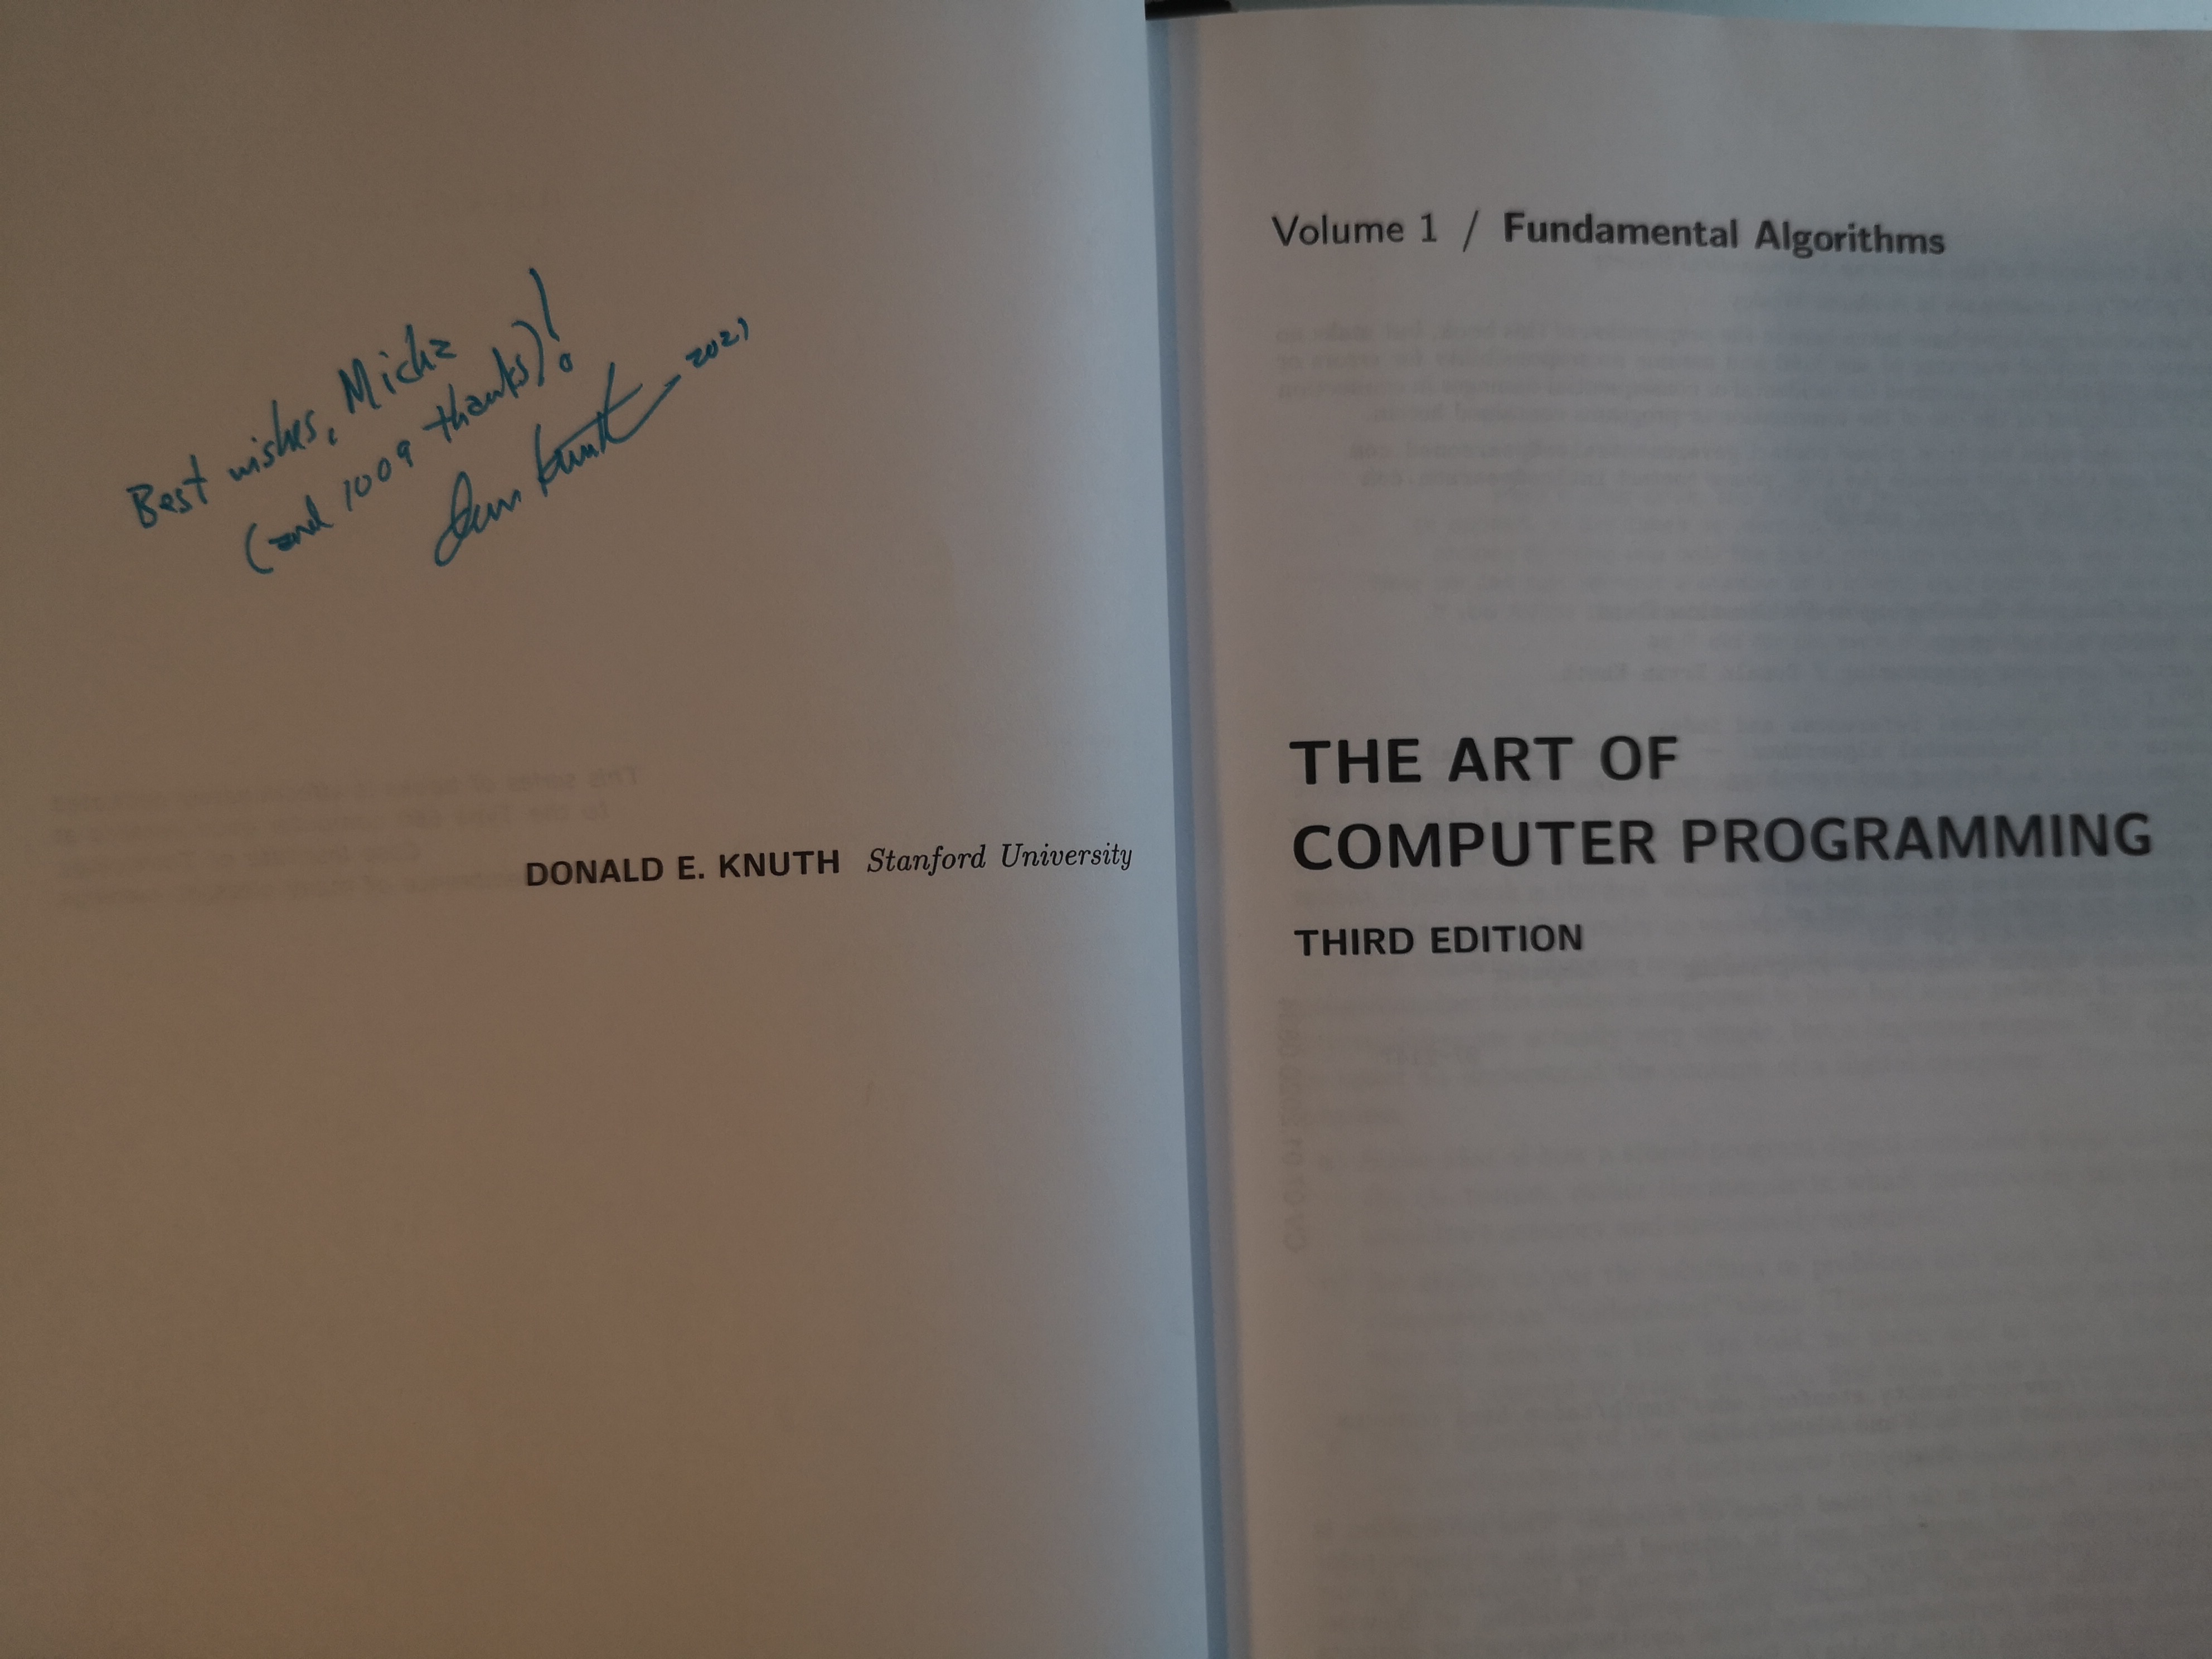 Best wishes, Micha
(and 1009 thanks)!
Don Knuth 2021
DONALD E. KNUTH Stanford University
Volume 1 / Fundamental Algorithms
THE ART OF
COMPUTER PROGRAMMING
THIRD EDITION